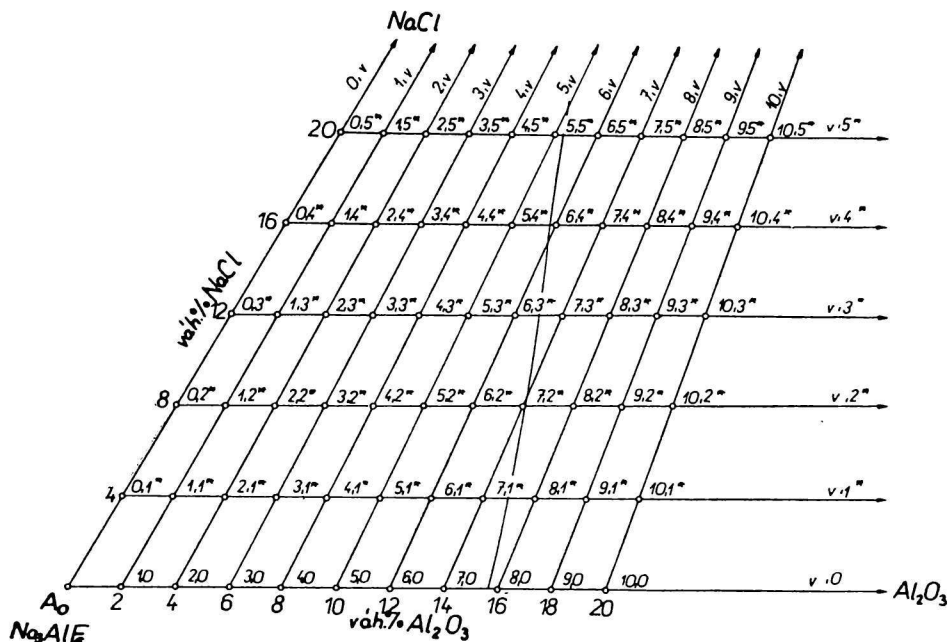 NaCl
0,v 1,v 2,v 3,v 4,v 5,v 6,v 7,v 8,v 9,v 10,v
20 0,5* 1,5* 2,5* 3,5* 4,5* 5,5* 6,5* 7,5* 8,5* 9,5* 10,5* v,5*
16 0,4* 1,4* 2,4* 3,4* 4,4* 5,4* 6,4* 7,4* 8,4* 9,4* 10,4* v,4*
váh.% NaCl
12 0,3* 1,3* 2,3* 3,3* 4,3* 5,3* 6,3* 7,3* 8,3* 9,3* 10,3* v,3*
8 0,2* 1,2* 2,2* 3,2* 4,2* 5,2* 6,2* 7,2* 8,2* 9,2* 10,2* v,2*
4 0,1* 1,1* 2,1* 3,1* 4,1* 5,1* 6,1* 7,1* 8,1* 9,1* 10,1* v,1*
1,0 2,0 3,0 4,0 5,0 6,0 7,0 8,0 9,0 10,0 v,0
A₀ 2 4 6 8 10 12 14 16 18 20 Al₂O₃
váh.% Al₂O₃